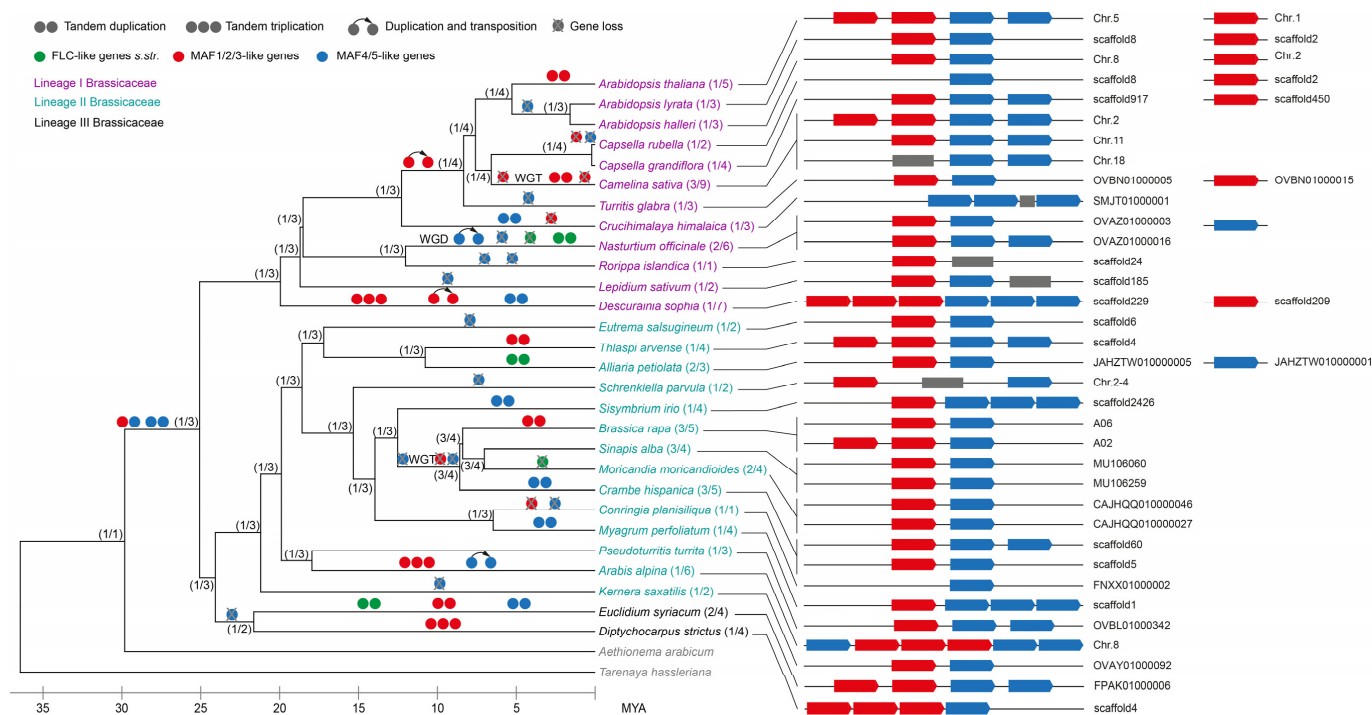 Tandem duplication Tandem triplication Duplication and transposition Gene loss
FLC-like genes s.str. MAF1/2/3-like genes MAF4/5-like genes
Lineage I Brassicaceae
Lineage II Brassicaceae
Lineage III Brassicaceae
Arabidopsis thaliana (1/5)
Arabidopsis lyrata (1/3)
Arabidopsis halleri (1/3)
Capsella rubella (1/2)
Capsella grandiflora (1/4)
Camelina sativa (3/9)
Turritis glabra (1/3)
Crucihimalaya himalaica (1/3)
Nasturtium officinale (2/6)
Rorippa islandica (1/1)
Lepidium sativum (1/2)
Descurainia sophia (1/7)
Eutrema salsugineum (1/2)
Thlaspi arvense (1/4)
Alliaria petiolata (2/3)
Schrenkiella parvula (1/2)
Sisymbrium irio (1/4)
Brassica rapa (3/5)
Sinapis alba (3/4)
Moricandia moricandioides (2/4)
Crambe hispanica (3/5)
Conringia planisiliqua (1/1)
Myagrum perfoliatum (1/4)
Pseudoturritis turrita (1/3)
Arabis alpina (1/6)
Kernera saxatilis (1/2)
Euclidium syriacum (2/4)
Diptychocarpus strictus (1/4)
Aethionema arabicum
Tarenaya hassleriana
(1/4)
(1/3)
(1/4)
(1/4)
(1/4)
(1/4)
WGT
(1/3)
(1/3)
WGD
(1/3)
(1/3)
(1/3)
(1/3)
(1/3)
(1/3)
(1/3)
(1/3)
(3/4)
WGT
(3/4)
(3/4)
(1/3)
(1/3)
(1/3)
(1/3)
(1/3)
(1/3)
(1/2)
(1/1)
35 30 25 20 15 10 5 MYA
Chr.5 Chr.1
scaffold8 scaffold2
Chr.8 Chr.2
scaffold8 scaffold2
scaffold917 scaffold450
Chr.2
Chr.11
Chr.18
OVBN01000005 OVBN01000015
SMJT01000001
OVAZ01000003
OVAZ01000016
scaffold24
scaffold185
scaffold229 scaffold209
scaffold6
scaffold4
JAHZTW010000005 JAHZTW010000001
Chr.2-4
scaffold2426
A06
A02
MU106060
MU106259
CAJHQQ010000046
CAJHQQ010000027
scaffold60
scaffold5
FNXX01000002
scaffold1
OVBL01000342
Chr.8
OVAY01000092
FPAK01000006
scaffold4